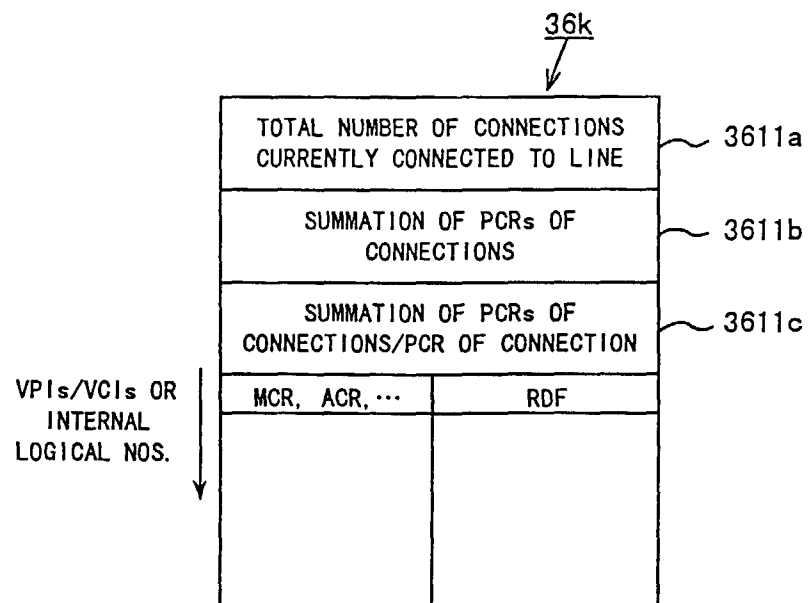 36k
TOTAL NUMBER OF CONNECTIONS
CURRENTLY CONNECTED TO LINE
3611a
SUMMATION OF PCRs OF
CONNECTIONS
3611b
SUMMATION OF PCRs OF
CONNECTIONS/PCR OF CONNECTION
3611c
VPIs/VCIs OR
INTERNAL
LOGICAL NOS.
MCR, ACR,···
RDF